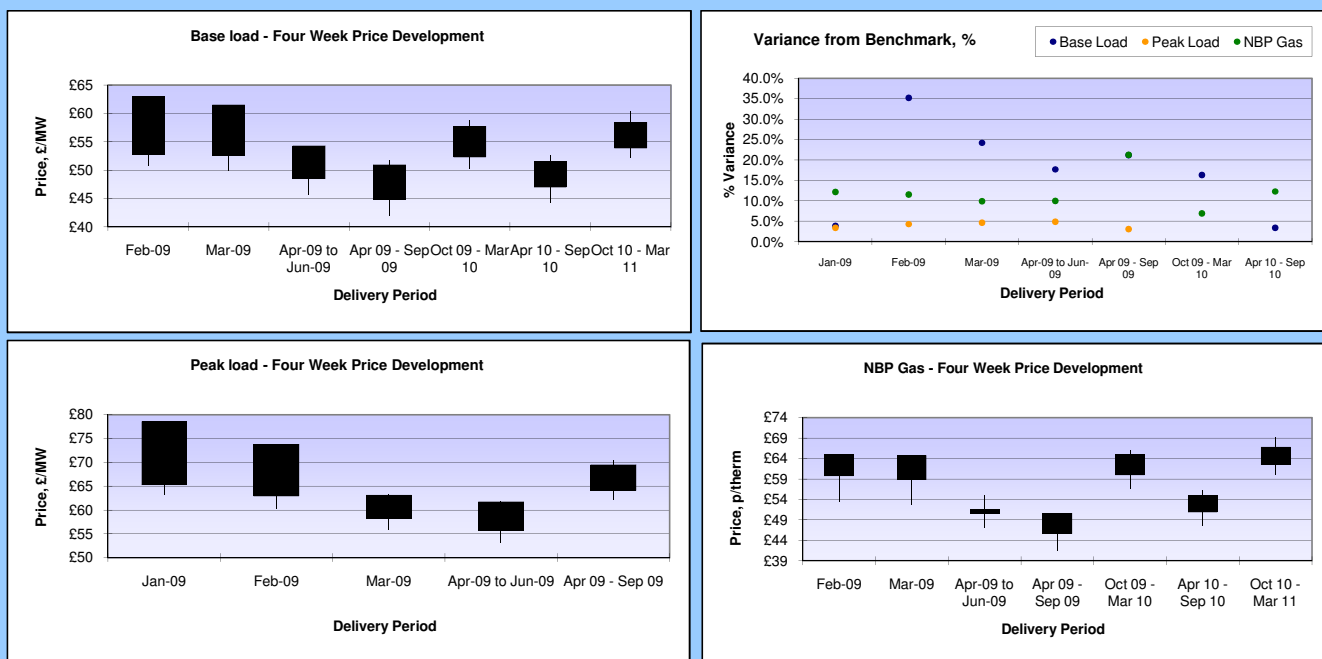 Base load - Four Week Price Development
Price, £/MW
£65
£60
£55
£50
£45
£40
Feb-09 Mar-09 Apr-09 to Apr 09 - Sep Oct 09 - Mar Apr 10 - Sep Oct 10 - Mar
Jun-09 09 10 10 11
Delivery Period
Variance from Benchmark, %
Base Load Peak Load NBP Gas
% Variance
40.0%
35.0%
30.0%
25.0%
20.0%
15.0%
10.0%
5.0%
0.0%
Jan-09 Feb-09 Mar-09 Apr-09 to Jun- Apr 09 - Sep Oct 09 - Mar Apr 10 - Sep
09 09 10 10
Delivery Period
Peak load - Four Week Price Development
Price, £/MW
£80
£75
£70
£65
£60
£55
£50
Jan-09 Feb-09 Mar-09 Apr-09 to Jun-09 Apr 09 - Sep 09
Delivery Period
NBP Gas - Four Week Price Development
Price, p/therm
£74
£69
£64
£59
£54
£49
£44
£39
Feb-09 Mar-09 Apr-09 to Apr 09 - Oct 09 - Apr 10 - Oct 10 -
Jun-09 Sep 09 Mar 10 Sep 10 Mar 11
Delivery Period